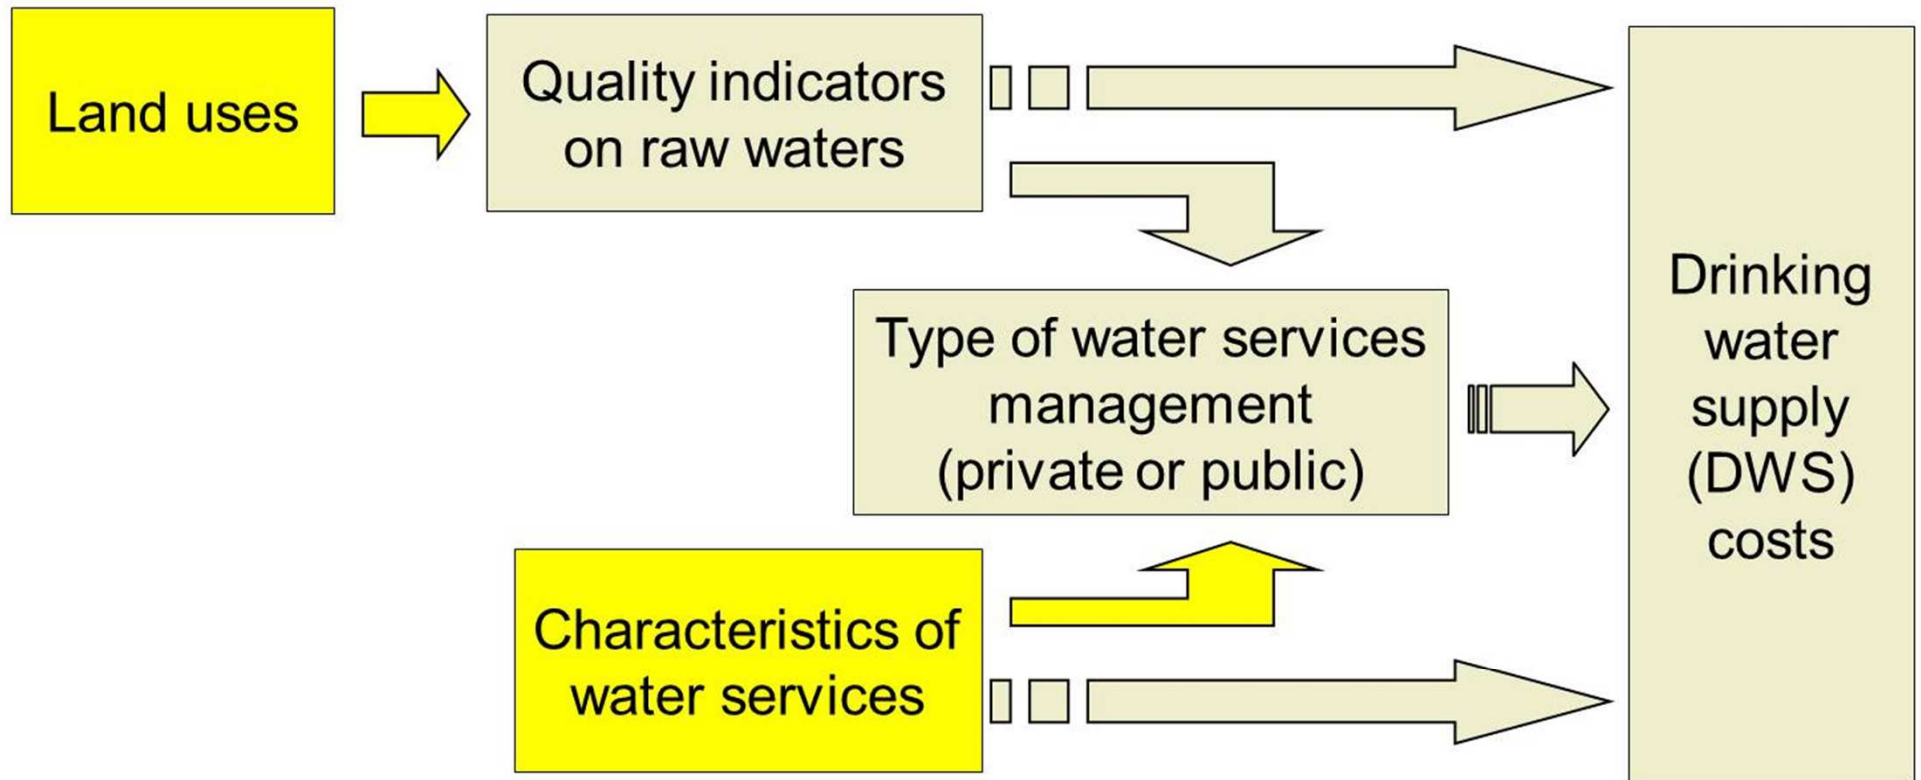 Land uses
Quality indicators
on raw waters
Type of water services
management
(private or public)
Characteristics of
water services
Drinking
water
supply
(DWS)
costs